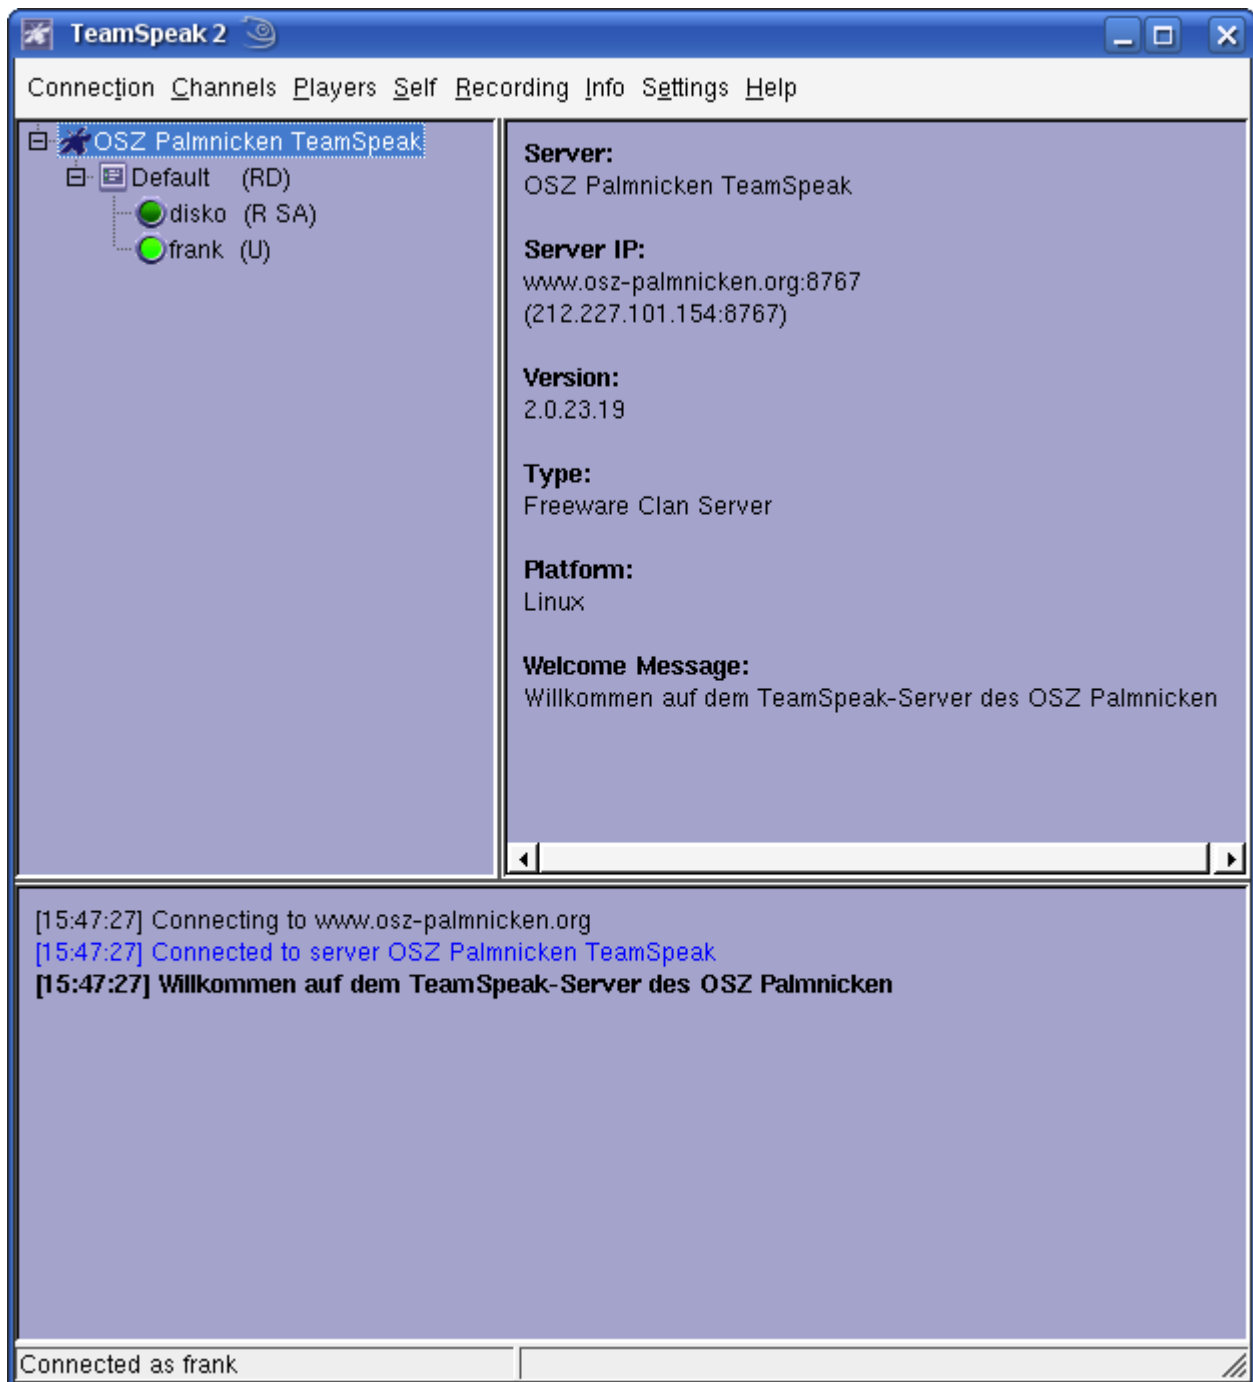 TeamSpeak 2
Connection Channels Players Self Recording Info Settings Help
OSZ Palmnicken TeamSpeak
Default (RD)
disko (R SA)
frank (U)
Server:
OSZ Palmnicken TeamSpeak
Server IP:
www.osz-palmnicken.org:8767
(212.227.101.154:8767)
Version:
2.0.23.19
Type:
Freeware Clan Server
Platform:
Linux
Welcome Message:
Willkommen auf dem TeamSpeak-Server des OSZ Palmnicken
[15:47:27] Connecting to www.osz-palmnicken.org
[15:47:27] Connected to server OSZ Palmnicken TeamSpeak
[15:47:27] Willkommen auf dem TeamSpeak-Server des OSZ Palmnicken
Connected as frank